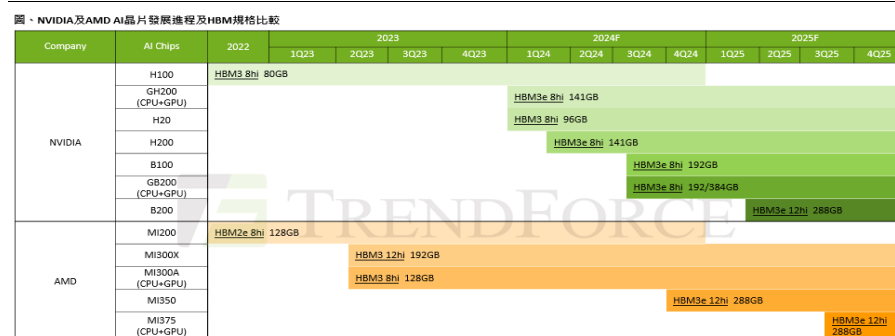 圖、NVIDIA及AMD AI晶片發展進程及HBM規格比較
Company AI Chips 2022 2023 2024F 2025F
1Q23 2Q23 3Q23 4Q23 1Q24 2Q24 3Q24 4Q24 1Q25 2Q25 3Q25 4Q25
NVIDIA
H100 HBM3 8hi 80GB
GH200 (CPU+GPU) HBM3e 8hi 141GB
H20 HBM3 8hi 96GB
H200 HBM3e 8hi 141GB
B100 HBM3e 8hi 192GB
GB200 (CPU+GPU) HBM3e 8hi 192/384GB
B200 HBM3e 12hi 288GB
TRENDFORCE
AMD
MI200 HBM2e 8hi 128GB
MI300X HBM3 12hi 192GB
MI300A (CPU+GPU) HBM3 8hi 128GB
MI350 HBM3e 12hi 288GB
MI375 (CPU+GPU) HBM3e 12hi 288GB